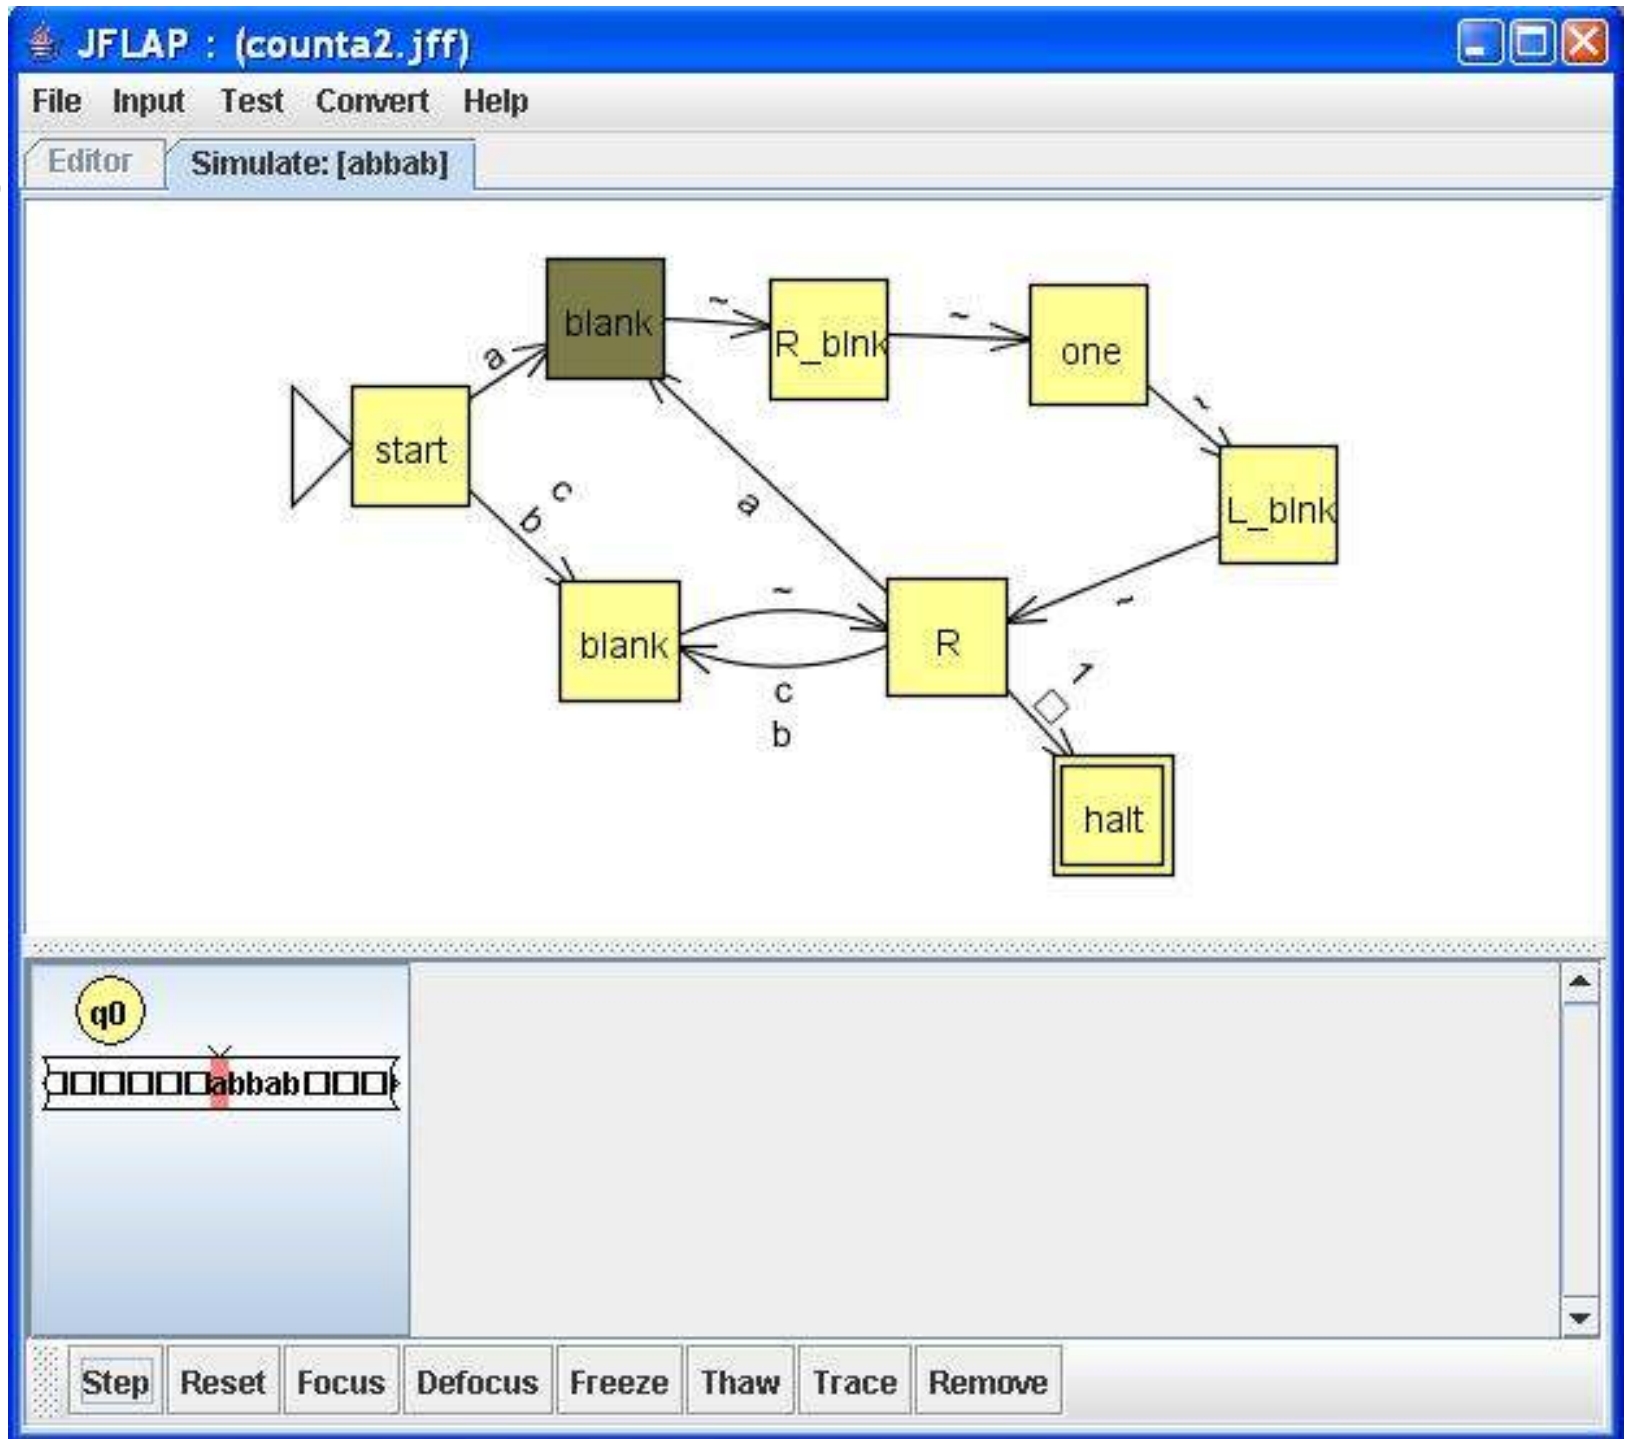 JFLAP : (counta2.jff)
File Input Test Convert Help
Editor Simulate: [abbab]
blank ~ R_blnk ~ one
a
~
start
L_blnk
c
b
a
~
~
blank
R
1
□
c
b
halt
q0
□□□□□□abbab□□□
Step Reset Focus Defocus Freeze Thaw Trace Remove